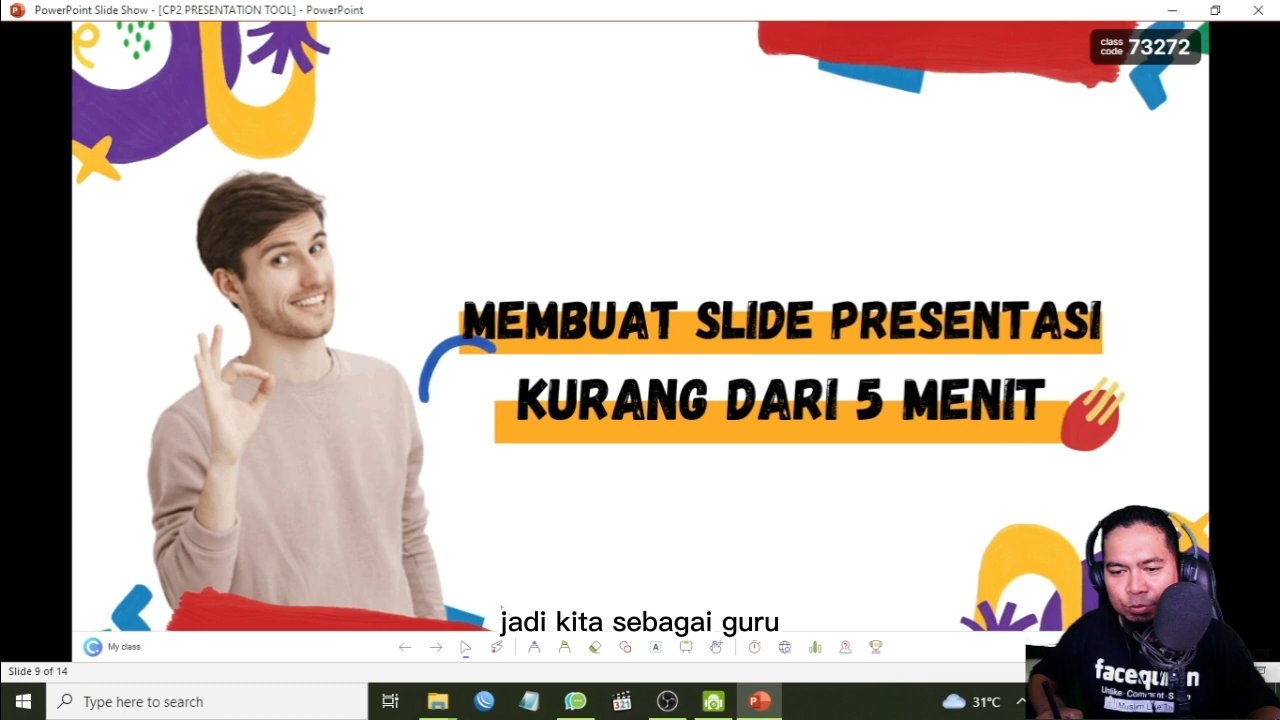 PowerPoint Slide Show - [CP2 PRESENTATION TOOL] - PowerPoint
class code 73272
MEMBUAT SLIDE PRESENTASI
KURANG DARI 5 MENIT
jadi kita sebagai guru
My class
Slide 9 of 14
Type here to search
321
31°C